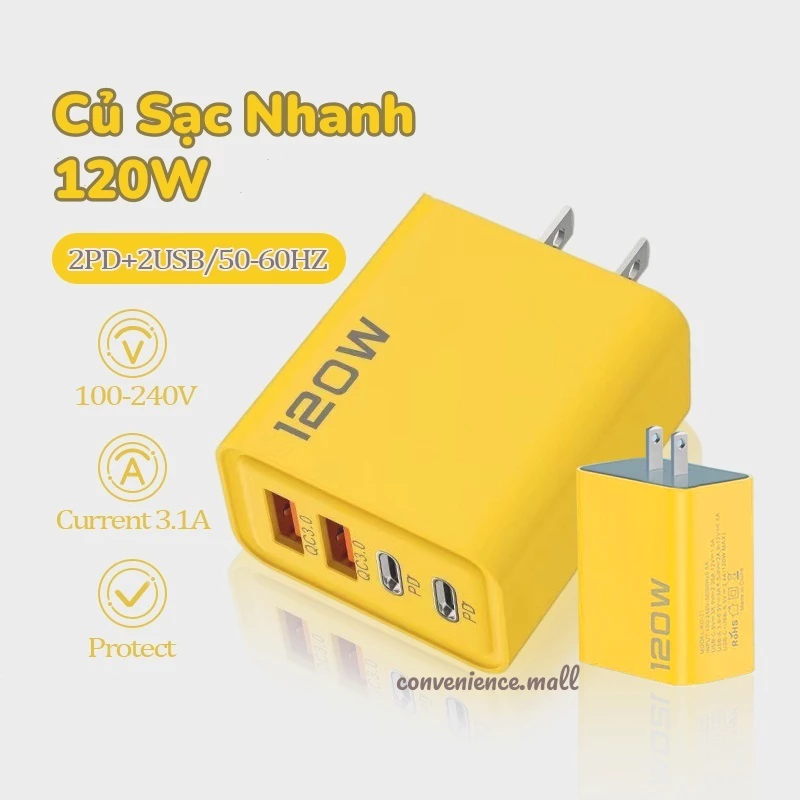 Củ Sạc Nhanh
120W
2PD+2USB/50-60HZ
100-240V
Current 3.1A
Protect
120W
QC3.0
QC3.0
PD
PD
120W
RoHS
convenience.mall